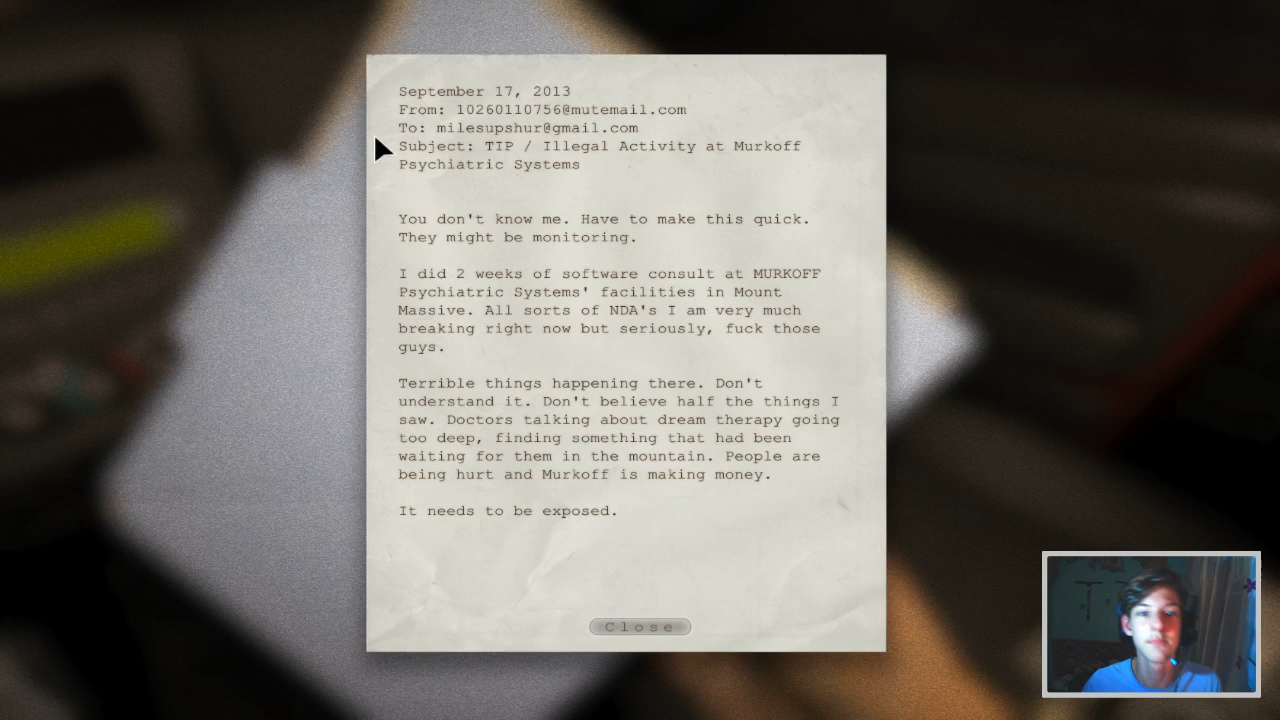 September 17, 2013
From: 10260110756@mutemail.com
To: milesupshur@gmail.com
Subject: TIP / Illegal Activity at Murkoff
Psychiatric Systems
You don't know me. Have to make this quick.
They might be monitoring.
I did 2 weeks of software consult at MURKOFF
Psychiatric Systems' facilities in Mount
Massive. All sorts of NDA's I am very much
breaking right now but seriously, fuck those
guys.
Terrible things happening there. Don't
understand it. Don't believe half the things I
saw. Doctors talking about dream therapy going
too deep, finding something that had been
waiting for them in the mountain. People are
being hurt and Murkoff is making money.
It needs to be exposed.
Close